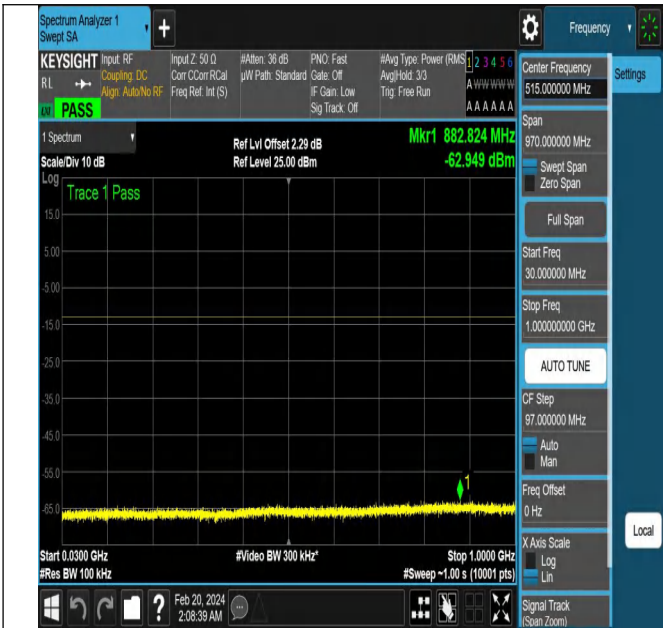 Spectrum Analyzer 1
Swept SA
+
Frequency
KEYSIGHT
RL
PASS
Input: RF
Coupling: DC
Align: Auto/No RF
Input Z: 50 Ω
Corr CCorr RCal
Freq Ref: Int (S)
#Atten: 36 dB
µW Path: Standard
PNO: Fast
Gate: Off
IF Gain: Low
Sig Track: Off
#Avg Type: Power (RMS
Avg|Hold: 3/3
Trig: Free Run
1 2 3 4 5 6
A W W W W W
A A A A A A
1 Spectrum
Scale/Div 10 dB
Ref Lvl Offset 2.29 dB
Ref Level 25.00 dBm
Mkr1 882.824 MHz
-62.949 dBm
Log
Trace 1 Pass
15.0
5.00
-5.00
-15.0
-25.0
-35.0
-45.0
-55.0
-65.0
1
Start 0.0300 GHz
#Res BW 100 kHz
#Video BW 300 kHz*
Stop 1.0000 GHz
#Sweep ~1.00 s (10001 pts)
Feb 20, 2024
2:08:39 AM
?
Center Frequency
515.000000 MHz
Settings
Span
970.000000 MHz
Swept Span
Zero Span
Full Span
Start Freq
30.000000 MHz
Stop Freq
1.000000000 GHz
AUTO TUNE
CF Step
97.000000 MHz
Auto
Man
Freq Offset
0 Hz
X Axis Scale
Log
Lin
Local
Signal Track
(Span Zoom)